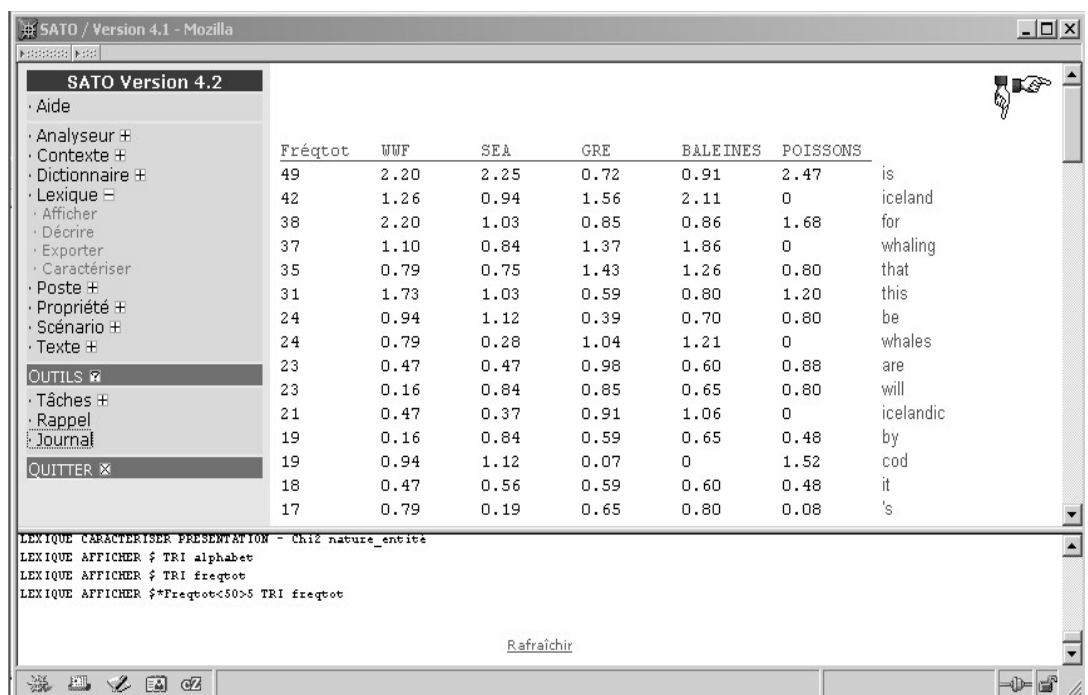 SATO / Version 4.1 - Mozilla
SATO Version 4.2
· Aide
· Analyseur
· Contexte
· Dictionnaire
· Lexique
· Afficher
· Décrire
· Exporter
· Caractériser
· Poste
· Propriété
· Scénario
· Texte
OUTILS
· Tâches
· Rappel
· Journal
QUITTER
Fréqtot WWF SEA GRE BALEINES POISSONS
49 2.20 2.25 0.72 0.91 2.47 is
42 1.26 0.94 1.56 2.11 0 iceland
38 2.20 1.03 0.85 0.86 1.68 for
37 1.10 0.84 1.37 1.86 0 whaling
35 0.79 0.75 1.43 1.26 0.80 that
31 1.73 1.03 0.59 0.80 1.20 this
24 0.94 1.12 0.39 0.70 0.80 be
24 0.79 0.28 1.04 1.21 0 whales
23 0.47 0.47 0.98 0.60 0.88 are
23 0.16 0.84 0.85 0.65 0.80 will
21 0.47 0.37 0.91 1.06 0 icelandic
19 0.16 0.84 0.59 0.65 0.48 by
19 0.94 1.12 0.07 0 1.52 cod
18 0.47 0.56 0.59 0.60 0.48 it
17 0.79 0.19 0.65 0.80 0.08 's
LEXIQUE CARACTERISER PRESENTATION - Chi2 nature_entité
LEXIQUE AFFICHER $ TRI alphabet
LEXIQUE AFFICHER $ TRI freqtot
LEXIQUE AFFICHER $*Freqtot<50>5 TRI freqtot
Rafraîchir